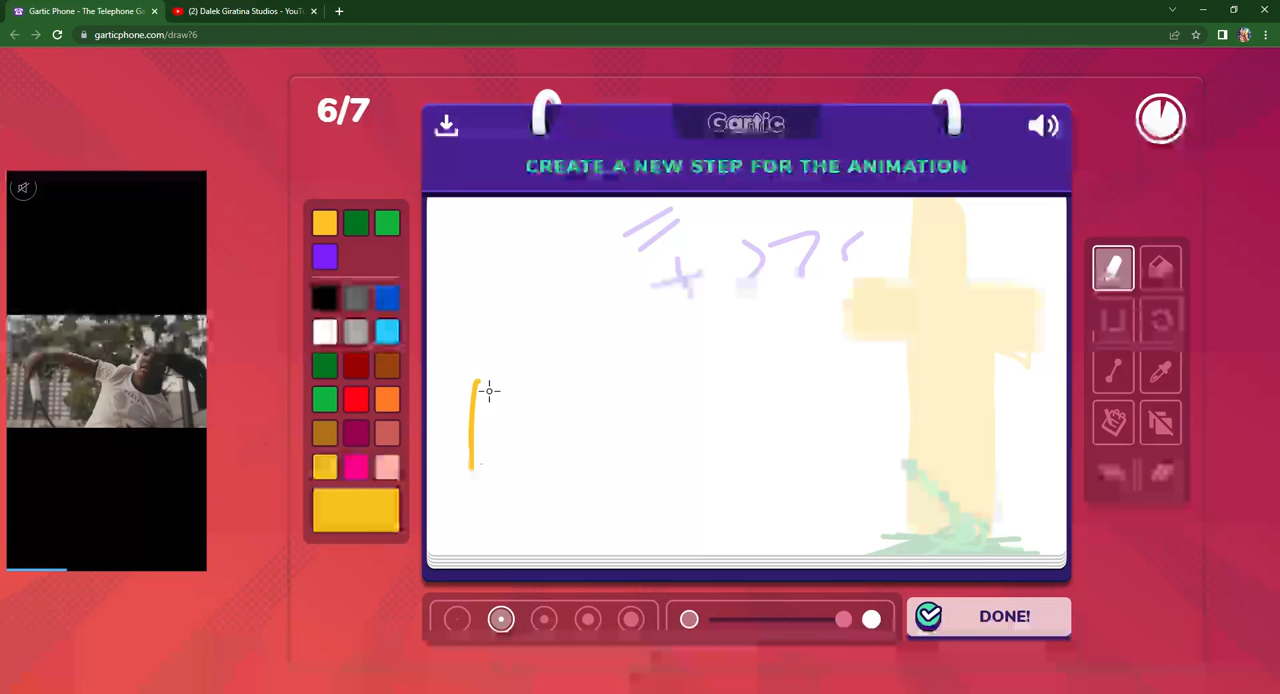 Gartic Phone - The Telephone Ga
(2) Dalek Giratina Studios - YouTu
garticphone.com/draw?6
6/7
Gartic
CREATE A NEW STEP FOR THE ANIMATION
DONE!